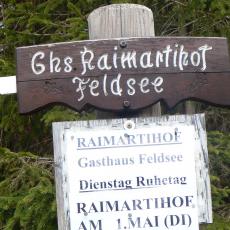 Ghs. Raimartihof
Feldsee
RAIMARTIHOF
Gasthaus Feldsee
Dienstag Ruhetag
RAIMARTIHOF
AM 1.MAI (DI)